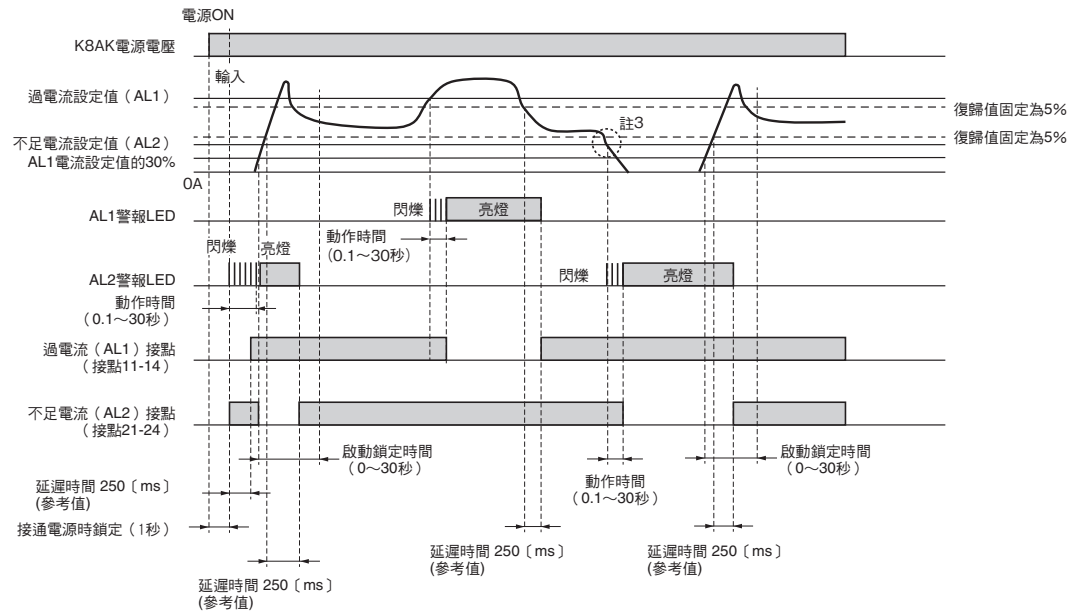 電源ON
K8AK電源電壓
輸入
過電流設定值（AL1）
復歸值固定為5%
註3
復歸值固定為5%
不足電流設定值（AL2）
AL1電流設定值的30%
0A
閃爍
亮燈
AL1警報LED
動作時間
（0.1～30秒）
閃爍
亮燈
AL2警報LED
閃爍
亮燈
動作時間
（0.1～30秒）
過電流（AL1）接點
（接點11-14）
不足電流（AL2）接點
（接點21-24）
啟動鎖定時間
（0～30秒）
啟動鎖定時間
（0～30秒）
延遲時間 250〔ms〕
(參考值)
動作時間
（0.1～30秒）
接通電源時鎖定（1秒）
延遲時間 250〔ms〕
(參考值)
延遲時間 250〔ms〕
(參考值)
延遲時間 250〔ms〕
(參考值)